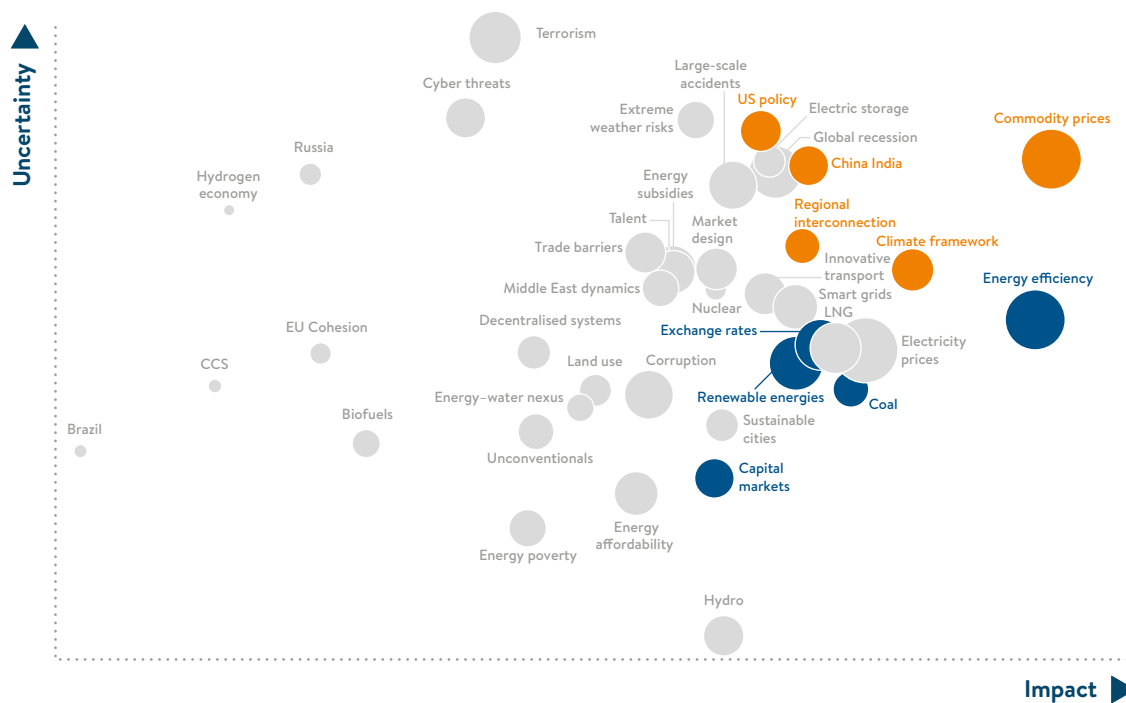 Uncertainty
Terrorism
Large-scale
accidents
Cyber threats
US policy
Electric storage
Extreme
weather risks
Commodity prices
Global recession
Russia
China India
Hydrogen
economy
Energy
subsidies
Regional
interconnection
Talent
Market
design
Climate framework
Trade barriers
Innovative
transport
Energy efficiency
Middle East dynamics
Smart grids
Nuclear
LNG
Decentralised systems
EU Cohesion
Exchange rates
Electricity
prices
CCS
Land use
Corruption
Energy–water nexus
Renewable energies
Coal
Biofuels
Brazil
Sustainable
cities
Unconventionals
Capital
markets
Energy
affordability
Energy poverty
Hydro
Impact